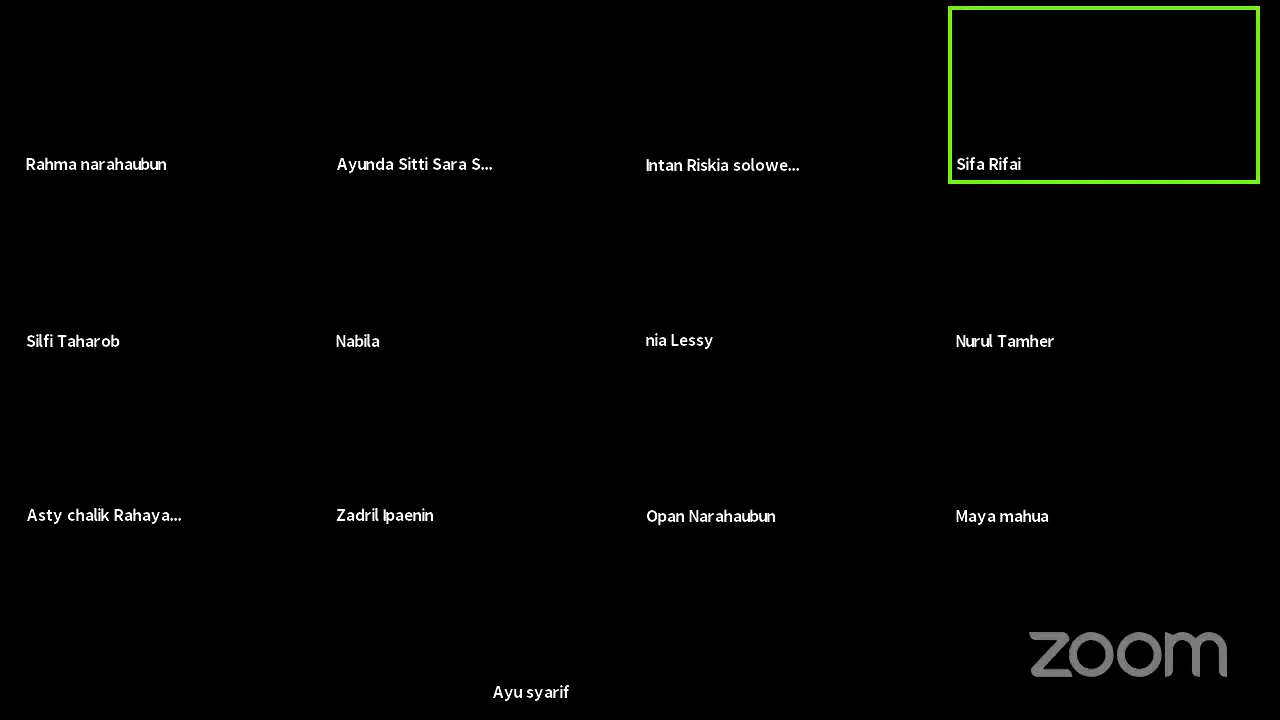 Rahma narahaubun
Ayunda Sitti Sara S...
Intan Riskia solowe...
Sifa Rifai
Silfi Taharob
Nabila
nia Lessy
Nurul Tamher
Asty chalik Rahaya...
Zadril Ipaenin
Opan Narahaubun
Maya mahua
Ayu syarif
zoom